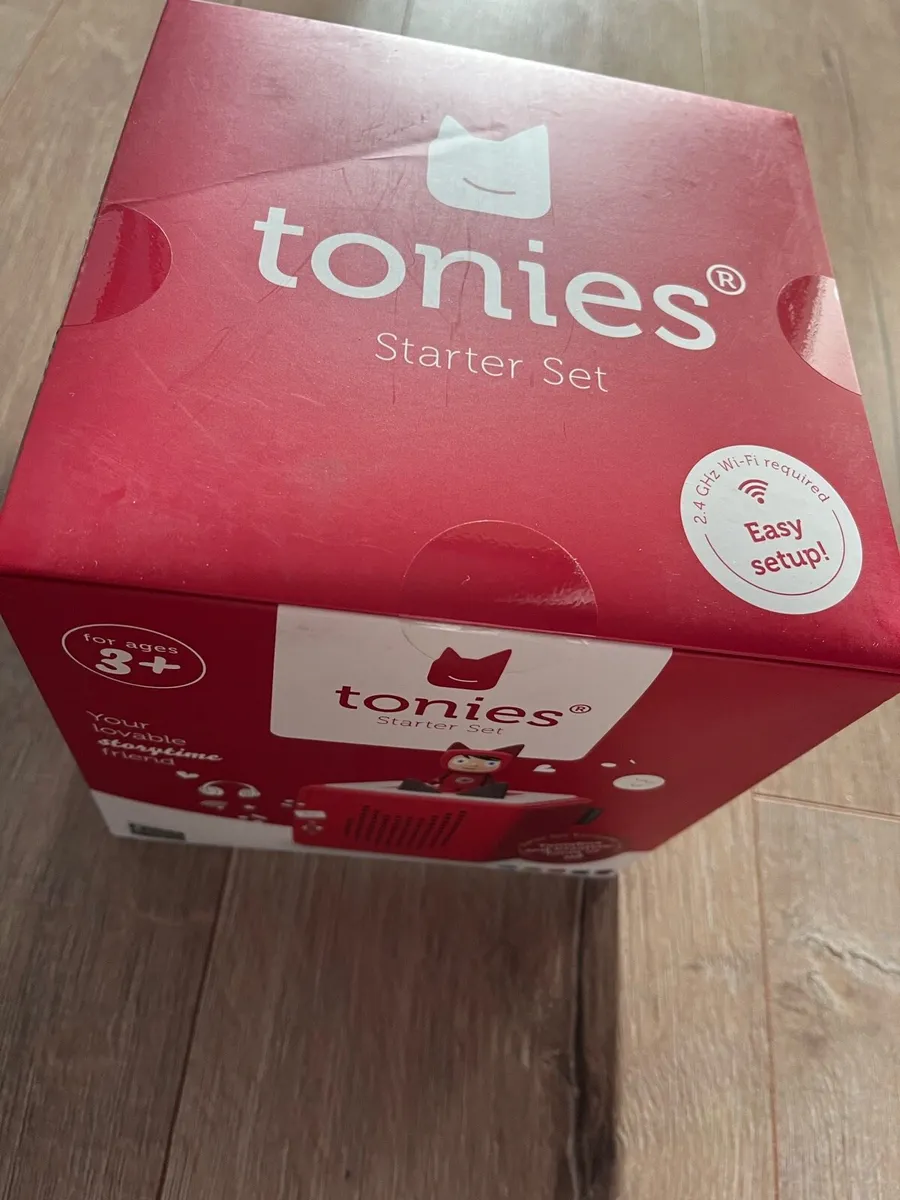 tonies®
Starter Set
2.4 GHz Wi-Fi required
Easy
setup!
for ages
3+
tonies®
Starter Set
Your
lovable
storytime
friend